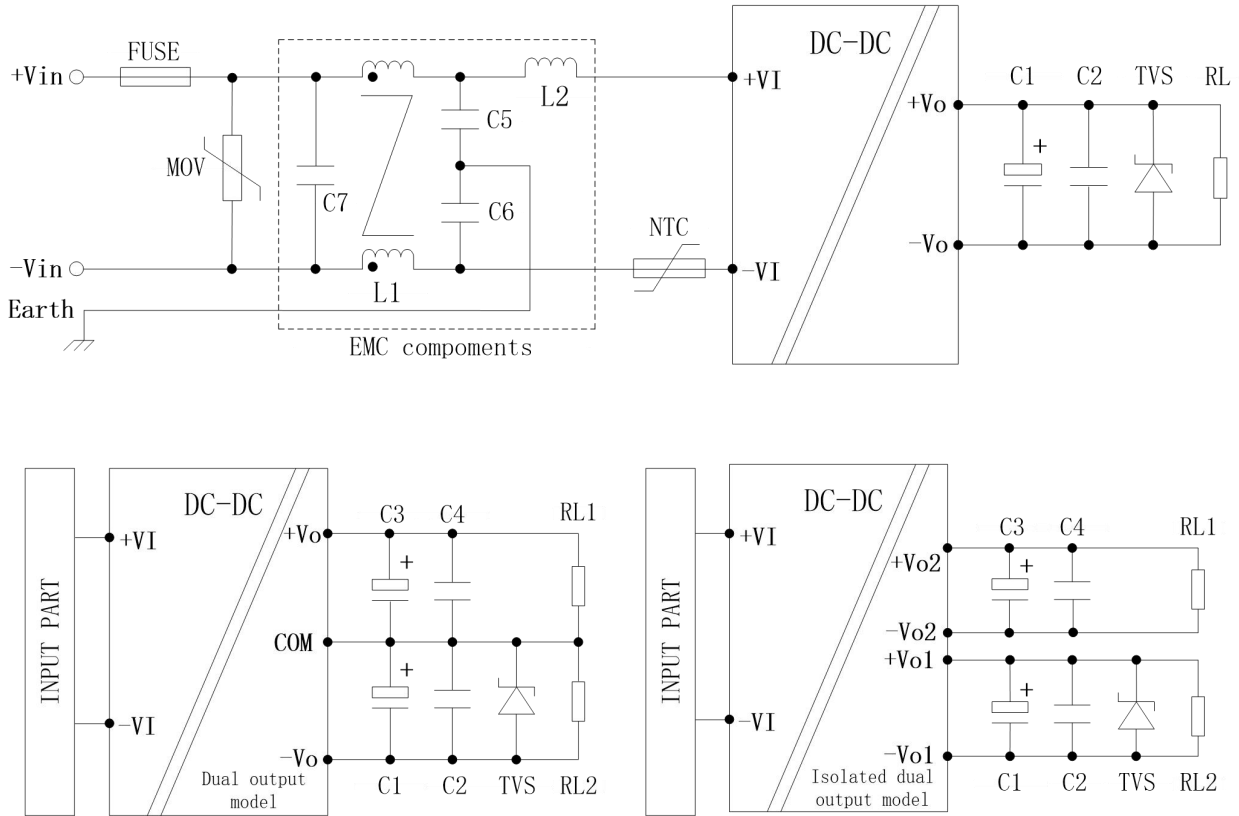 DC-DC
FUSE
+Vin
+VI
L2
C5
C1
C2
TVS
RL
+Vo
+
MOV
C7
C6
NTC
-Vo
-Vin
-VI
L1
Earth
EMC compoments
INPUT PART
DC-DC
+VI
-VI
+Vo
COM
-Vo
C3
C4
RL1
+
+
Dual output
model
C1
C2
TVS
RL2
INPUT PART
DC-DC
+VI
-VI
+Vo2
-Vo2
+Vo1
-Vo1
C3
C4
RL1
+
+
Isolated dual
output model
C1
C2
TVS
RL2